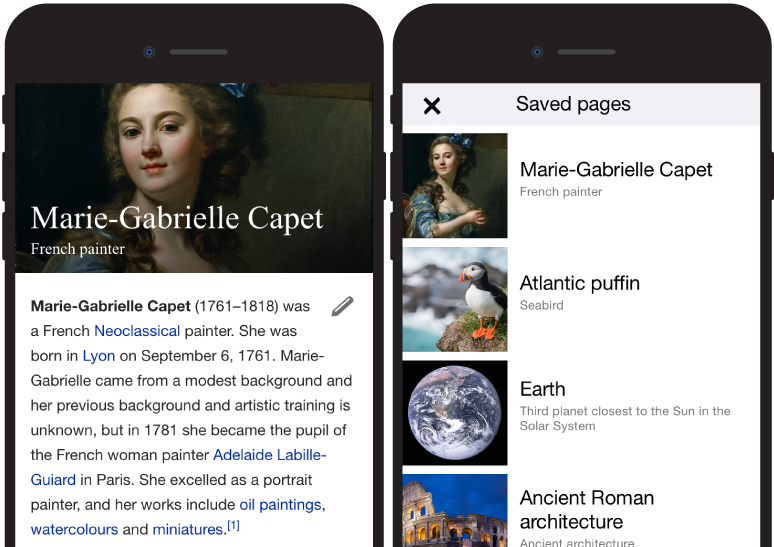 Marie-Gabrielle Capet
French painter
Marie-Gabrielle Capet (1761–1818) was
a French Neoclassical painter. She was
born in Lyon on September 6, 1761. Marie-
Gabrielle came from a modest background and
her previous background and artistic training is
unknown, but in 1781 she became the pupil of
the French woman painter Adelaide Labille-
Guiard in Paris. She excelled as a portrait
painter, and her works include oil paintings,
watercolours and miniatures.[1]
Saved pages
Marie-Gabrielle Capet
French painter
Atlantic puffin
Seabird
Earth
Third planet closest to the Sun in the
Solar System
Ancient Roman
architecture
Ancient architecture